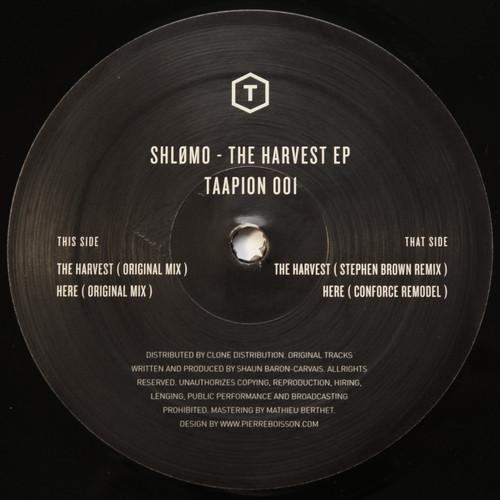 T
SHLØMO - THE HARVEST EP
TAAPION 001
THIS SIDE
THE HARVEST ( ORIGINAL MIX )
HERE ( ORIGINAL MIX )
THAT SIDE
THE HARVEST ( STEPHEN BROWN REMIX )
HERE ( CONFORCE REMODEL )
DISTRIBUTED BY CLONE DISTRIBUTION. ORIGINAL TRACKS
WRITTEN AND PRODUCED BY SHAUN BARON-CARVAIS. ALLRIGHTS
RESERVED. UNAUTHORIZES COPYING, REPRODUCTION, HIRING,
LENGING, PUBLIC PERFORMANCE AND BROADCASTING
PROHIBITED. MASTERING BY MATHIEU BERTHET.
DESIGN BY WWW.PIERREBOISSON.COM